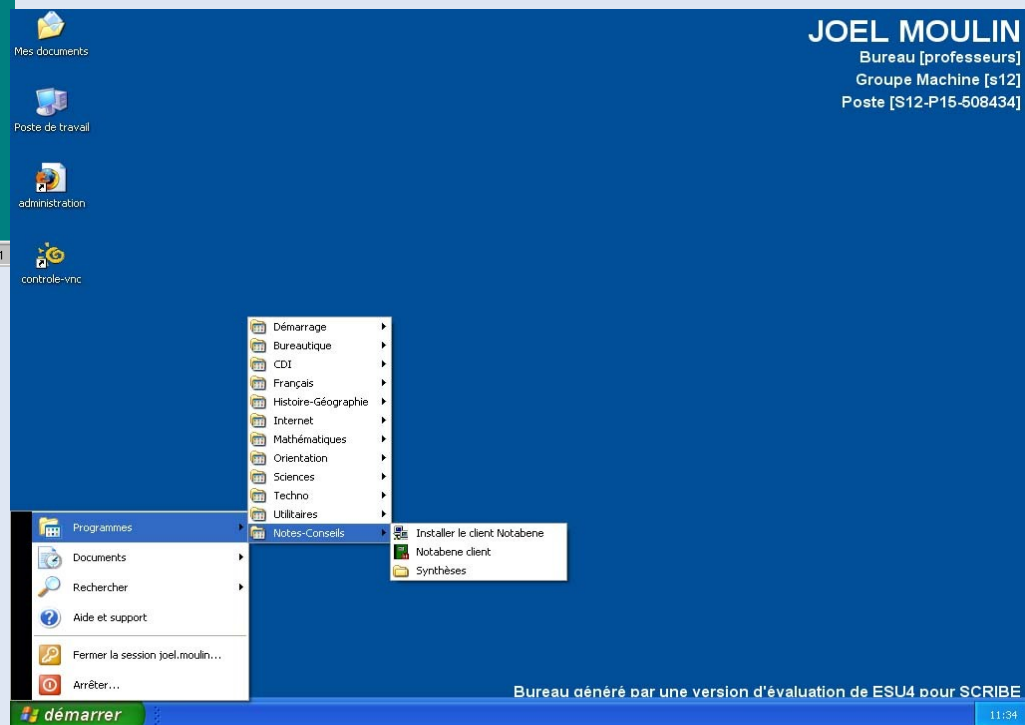 JOEL MOULIN
Bureau [professeurs]
Groupe Machine [s12]
Poste [S12-P15-508434]
Mes documents
Poste de travail
administration
controle-vnc
Démarrage
Bureautique
CDI
Français
Histoire-Géographie
Internet
Mathématiques
Orientation
Sciences
Techno
Utilitaires
Notes-Conseils
Installer le client Notabene
Notabene client
Synthèses
Programmes
Documents
Rechercher
Aide et support
Fermer la session joel.moulin...
Arrêter...
Bureau généré par une version d'évaluation de ESU4 pour SCRIBE
démarrer
11:34